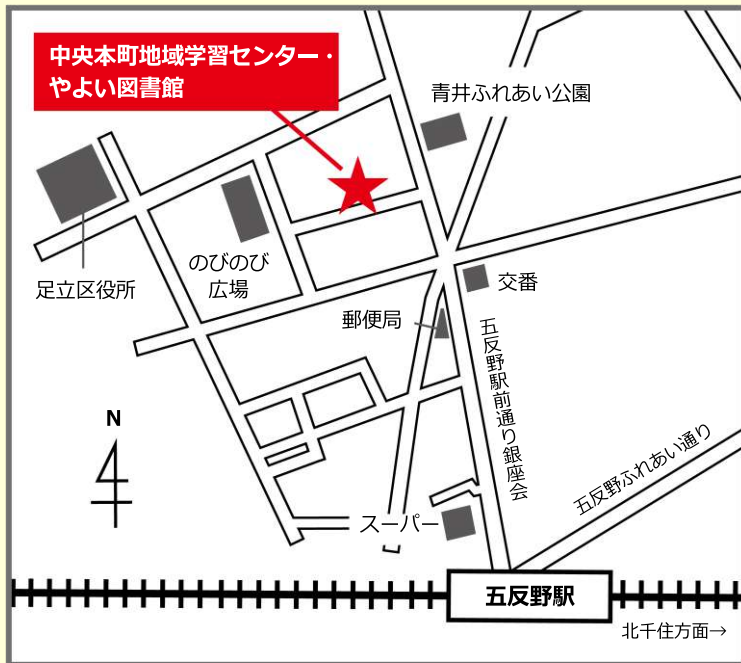 中央本町地域学習センター・
やよい図書館
青井ふれあい公園
足立区役所
のびのび
広場
交番
郵便局
五反野駅前通り銀座会
N
五反野ふれあい通り
スーパー
五反野駅
北千住方面→